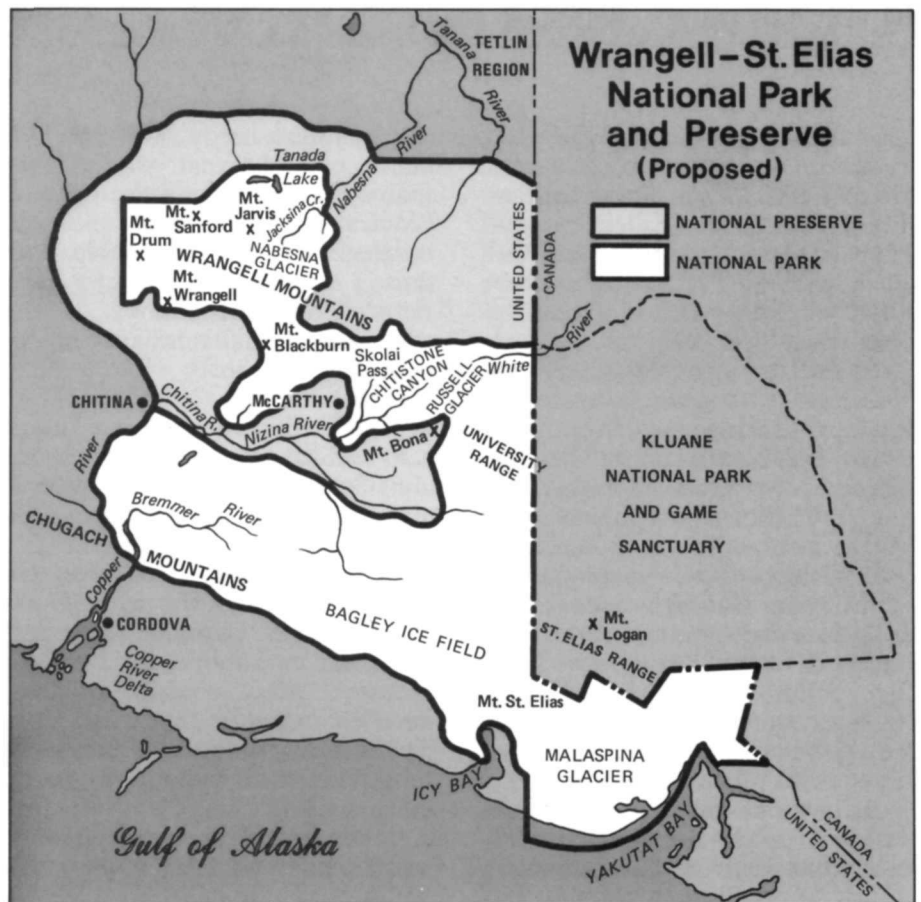 Wrangell–St. Elias
National Park
and Preserve
(Proposed)
NATIONAL PRESERVE
NATIONAL PARK
Tanana
River
TETLIN
REGION
Nabesna
River
Tanada
Lake
Mt.
Jarvis
Jacksina Cr.
Mt.
Sanford
Mt.
Drum
NABESNA
GLACIER
WRANGELL MOUNTAINS
Mt.
Wrangell
UNITED STATES
CANADA
Mt.
Blackburn
Skolai
Pass
CHITISTONE
CANYON
RUSSELL
GLACIER
White
River
CHITINA
Chitina R.
McCARTHY
Nizina River
Mt. Bona
UNIVERSITY
RANGE
KLUANE
NATIONAL PARK
AND GAME
SANCTUARY
River
Bremmer
River
CHUGACH
MOUNTAINS
Copper
CORDOVA
Copper
River
Delta
BAGLEY ICE FIELD
Mt.
Logan
ST. ELIAS RANGE
Mt. St. Elias
MALASPINA
GLACIER
ICY BAY
YAKUTAT BAY
CANADA
UNITED STATES
Gulf of Alaska